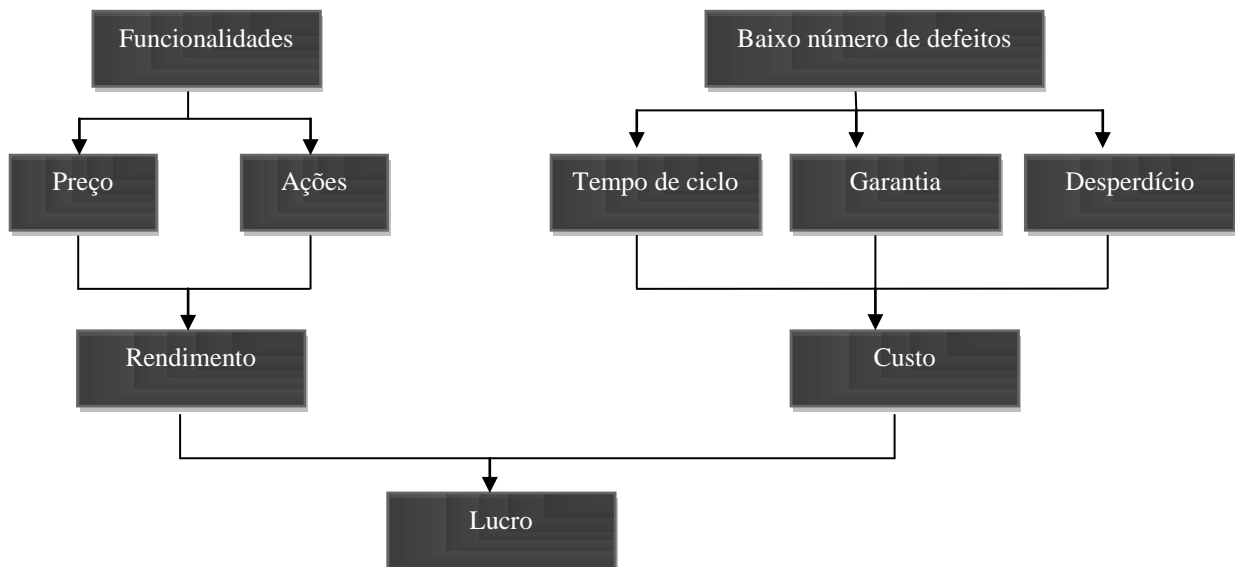 Funcionalidades
Baixo número de defeitos
Preço
Ações
Tempo de ciclo
Garantia
Desperdício
Rendimento
Custo
Lucro